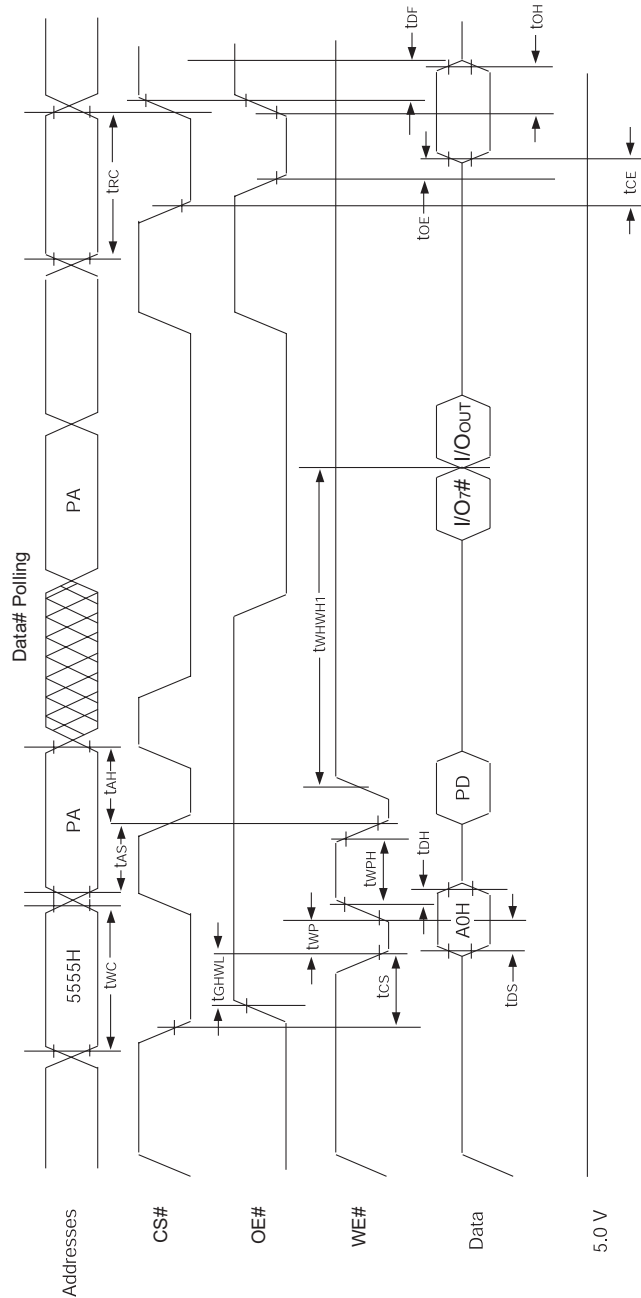 Data# Polling
Addresses
5555H
PA
PA
tWC
tAS
tAH
tRC
CS#
OE#
tGHWL
WE#
tCS
tWP
tWPH
tWHWH1
Data
A0H
PD
I/O7#
I/OOUT
tDS
tDH
tOE
tDF
tOH
tCE
5.0 V